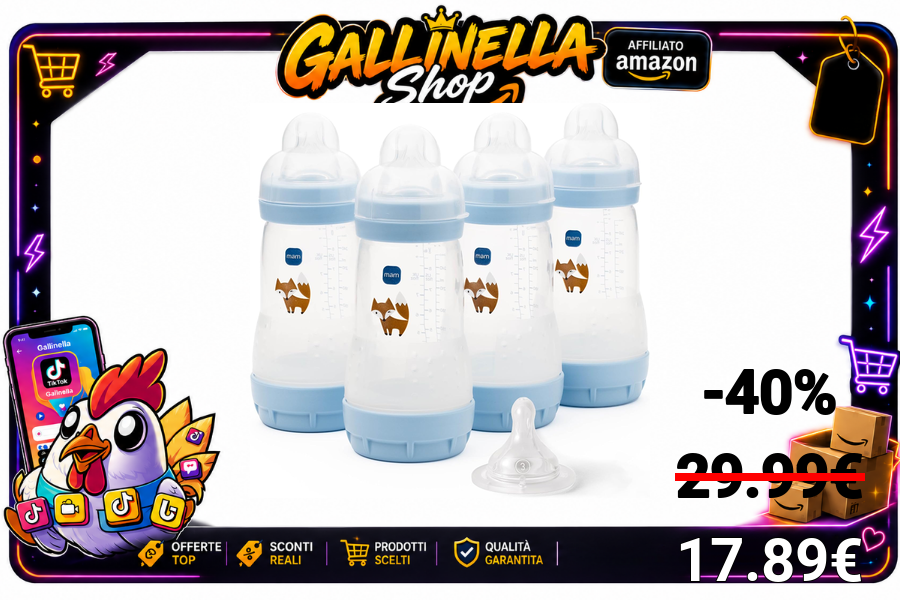 GALLINELLA
Shop
AFFILIATO
amazon
mam
mam
mam
mam
3
Gallinella
TikTok
Gallinella
-40%
29.99€
17.89€
OFFERTE
TOP
SCONTI
REALI
PRODOTTI
SCELTI
QUALITÀ
GARANTITA